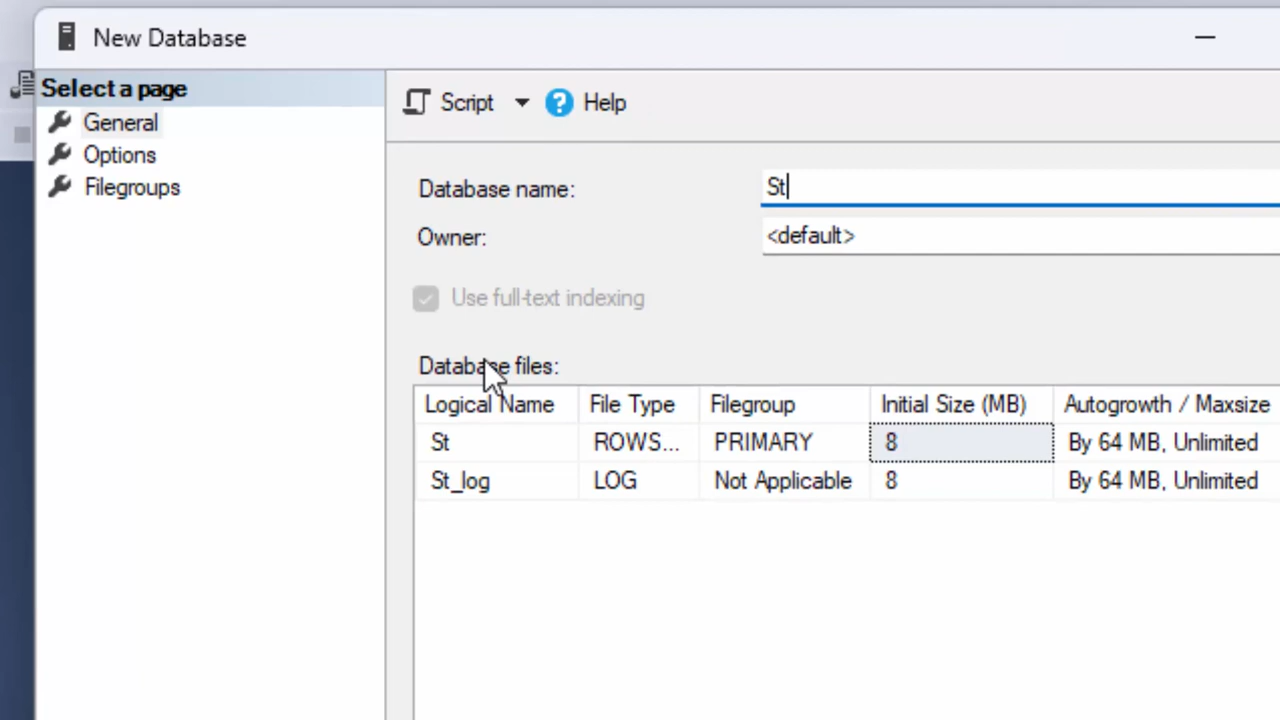 New Database
Select a page
General
Options
Filegroups
Script
Help
Database name:
St
Owner:
<default>
Use full-text indexing
Database files:
Logical Name File Type Filegroup Initial Size (MB) Autogrowth / Maxsize
St ROWS... PRIMARY 8 By 64 MB, Unlimited
St_log LOG Not Applicable 8 By 64 MB, Unlimited